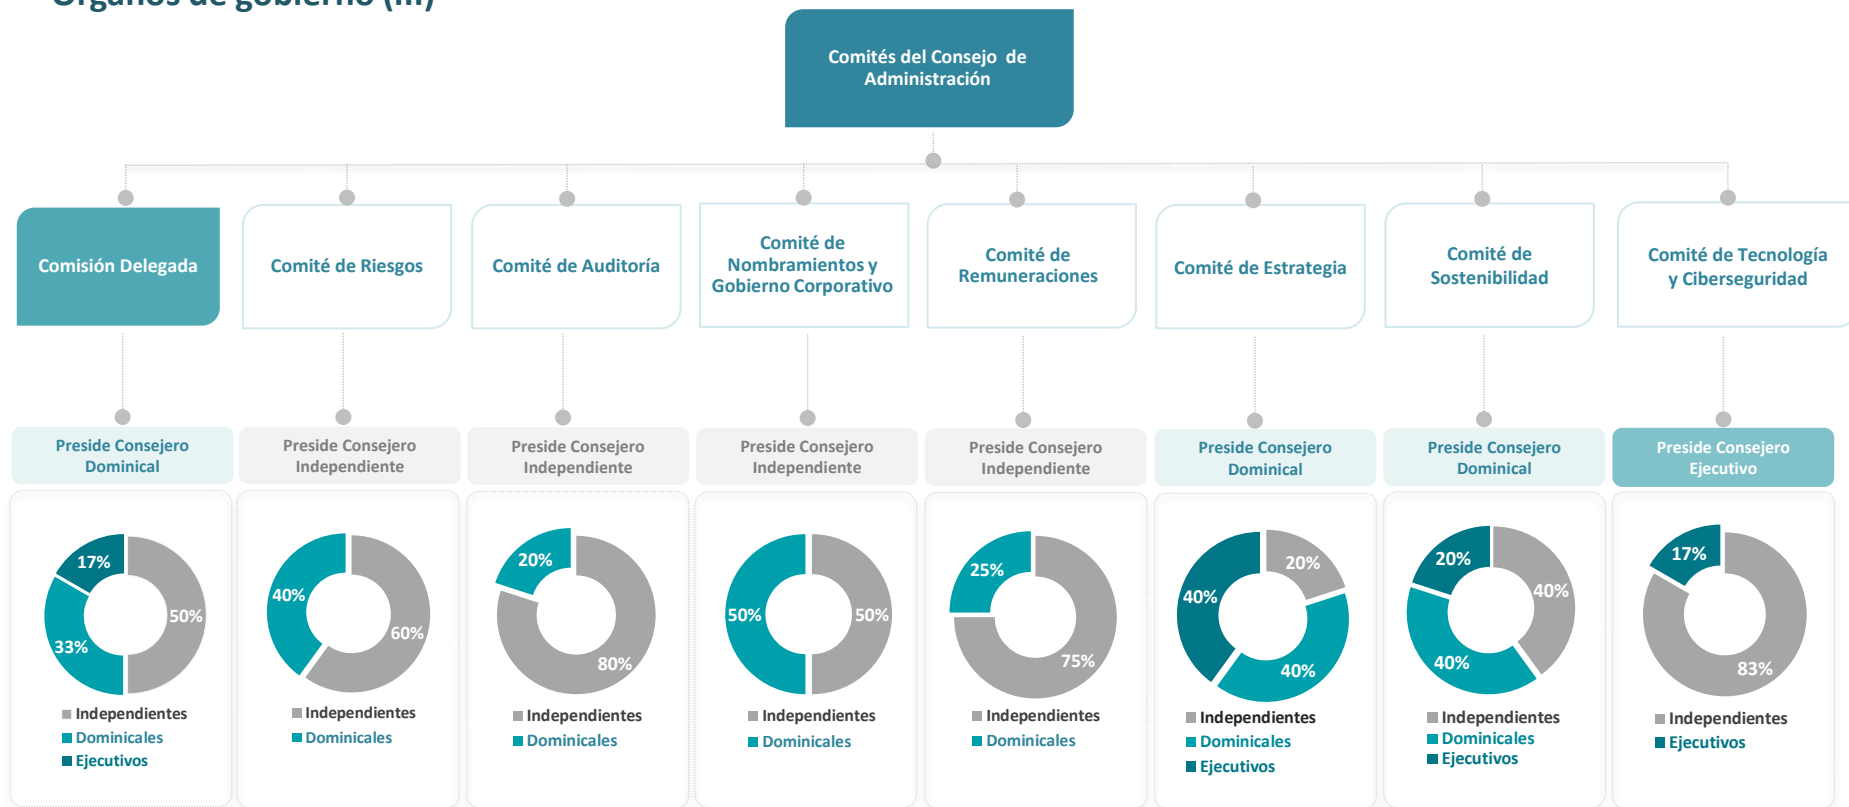 Órganos de gobierno (III)
Comités del Consejo de
Administración
Comisión Delegada
Comité de Riesgos
Comité de Auditoría
Comité de
Nombramientos y
Gobierno Corporativo
Comité de
Remuneraciones
Comité de Estrategia
Comité de
Sostenibilidad
Comité de Tecnología
y Ciberseguridad
Preside Consejero
Dominical
Preside Consejero
Independiente
Preside Consejero
Independiente
Preside Consejero
Independiente
Preside Consejero
Independiente
Preside Consejero
Dominical
Preside Consejero
Dominical
Preside Consejero
Ejecutivo
17%
50%
33%
Independientes
Dominicales
Ejecutivos
40%
60%
Independientes
Dominicales
20%
80%
Independientes
Dominicales
50%
50%
Independientes
Dominicales
25%
75%
Independientes
Dominicales
20%
40%
40%
Independientes
Dominicales
Ejecutivos
20%
40%
40%
Independientes
Dominicales
Ejecutivos
17%
83%
Independientes
Ejecutivos